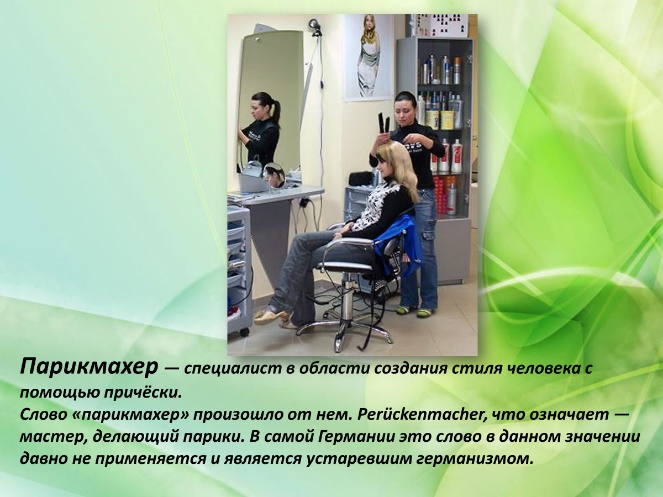 Парикмахер — специалист в области создания стиля человека с
помощью причёски.
Слово «парикмахер» произошло от нем. Perückenmacher, что означает —
мастер, делающий парики. В самой Германии это слово в данном значении
давно не применяется и является устаревшим германизмом.